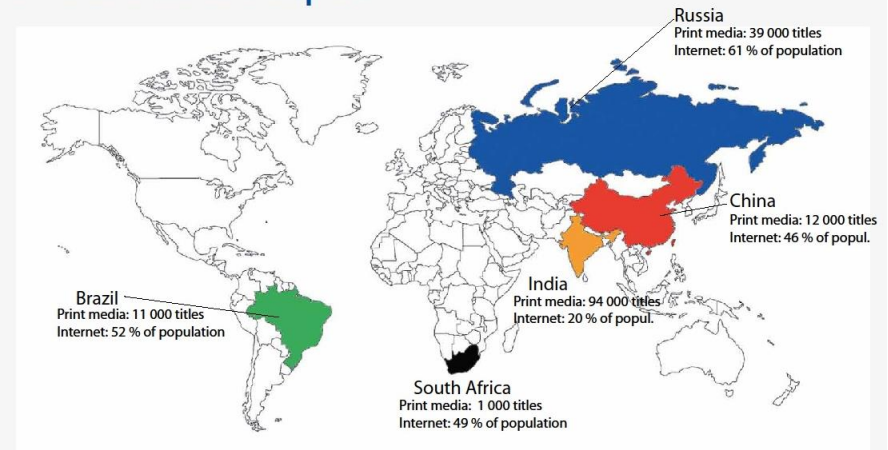 Russia
Print media: 39 000 titles
Internet: 61 % of population
China
Print media: 12 000 titles
Internet: 46 % of popul.
India
Print media: 94 000 titles
Internet: 20 % of popul.
Brazil
Print media: 11 000 titles
Internet: 52 % of population
South Africa
Print media: 1 000 titles
Internet: 49 % of population